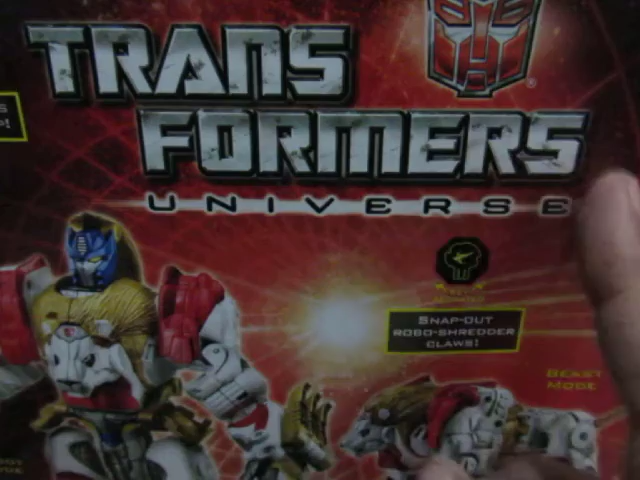 TRANS
FORMERS
®
UNIVERSE
SNAP-OUT
ROBO-SHREDDER
CLAWS!
BEAST
MODE